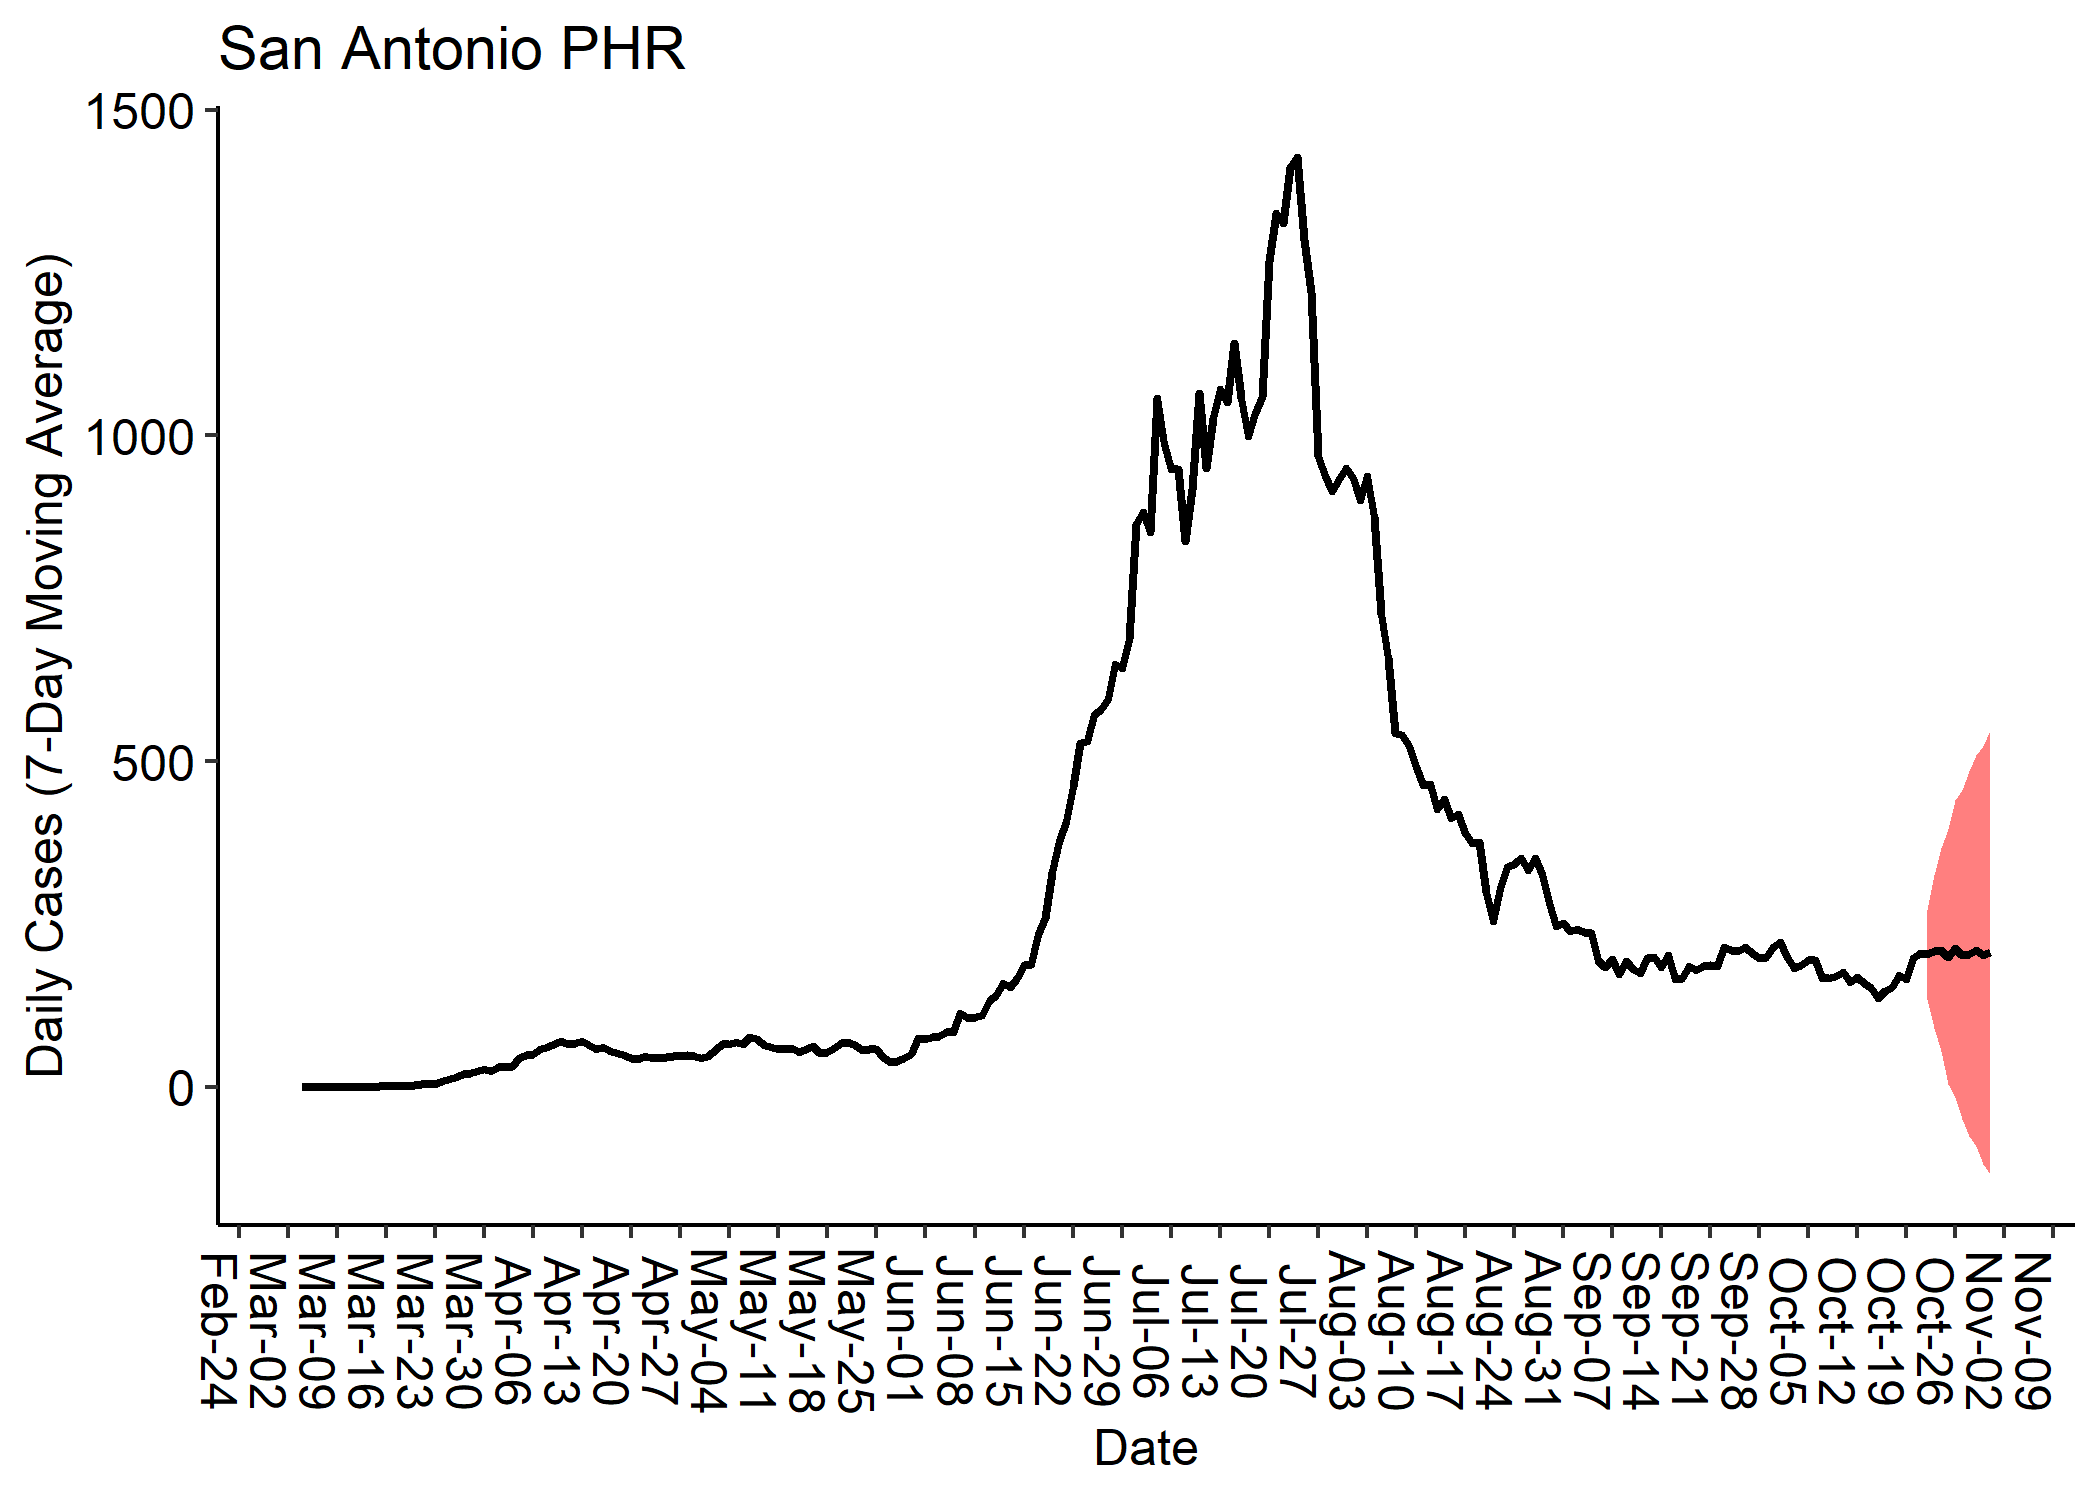 San Antonio PHR
Daily Cases (7-Day Moving Average)
1500
1000
500
0
Feb-24
Mar-02
Mar-09
Mar-16
Mar-23
Mar-30
Apr-06
Apr-13
Apr-20
Apr-27
May-04
May-11
May-18
May-25
Jun-01
Jun-08
Jun-15
Jun-22
Jun-29
Jul-06
Jul-13
Jul-20
Jul-27
Aug-03
Aug-10
Aug-17
Aug-24
Aug-31
Sep-07
Sep-14
Sep-21
Sep-28
Oct-05
Oct-12
Oct-19
Oct-26
Nov-02
Nov-09
Date